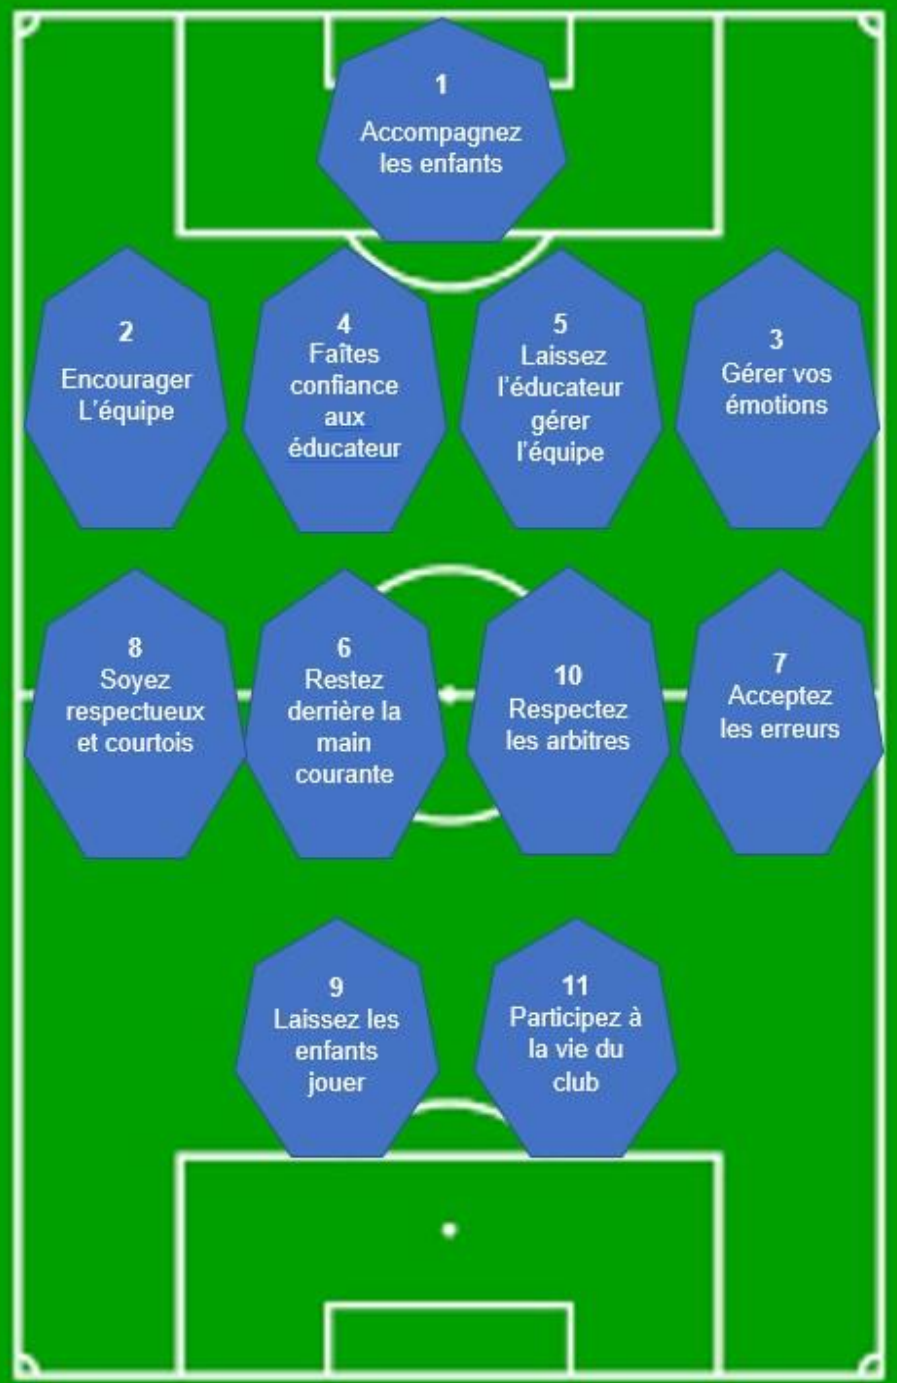 1
Accompagnez
les enfants
2
Encourager
L'équipe
4
Faîtes
confiance
aux
éducateur
5
Laissez
l'éducateur
gérer
l'équipe
3
Gérer vos
émotions
8
Soyez
respectueux
et courtois
6
Restez
derrière la
main
courante
10
Respectez
les arbitres
7
Acceptez
les erreurs
9
Laissez les
enfants
jouer
11
Participez à
la vie du
club